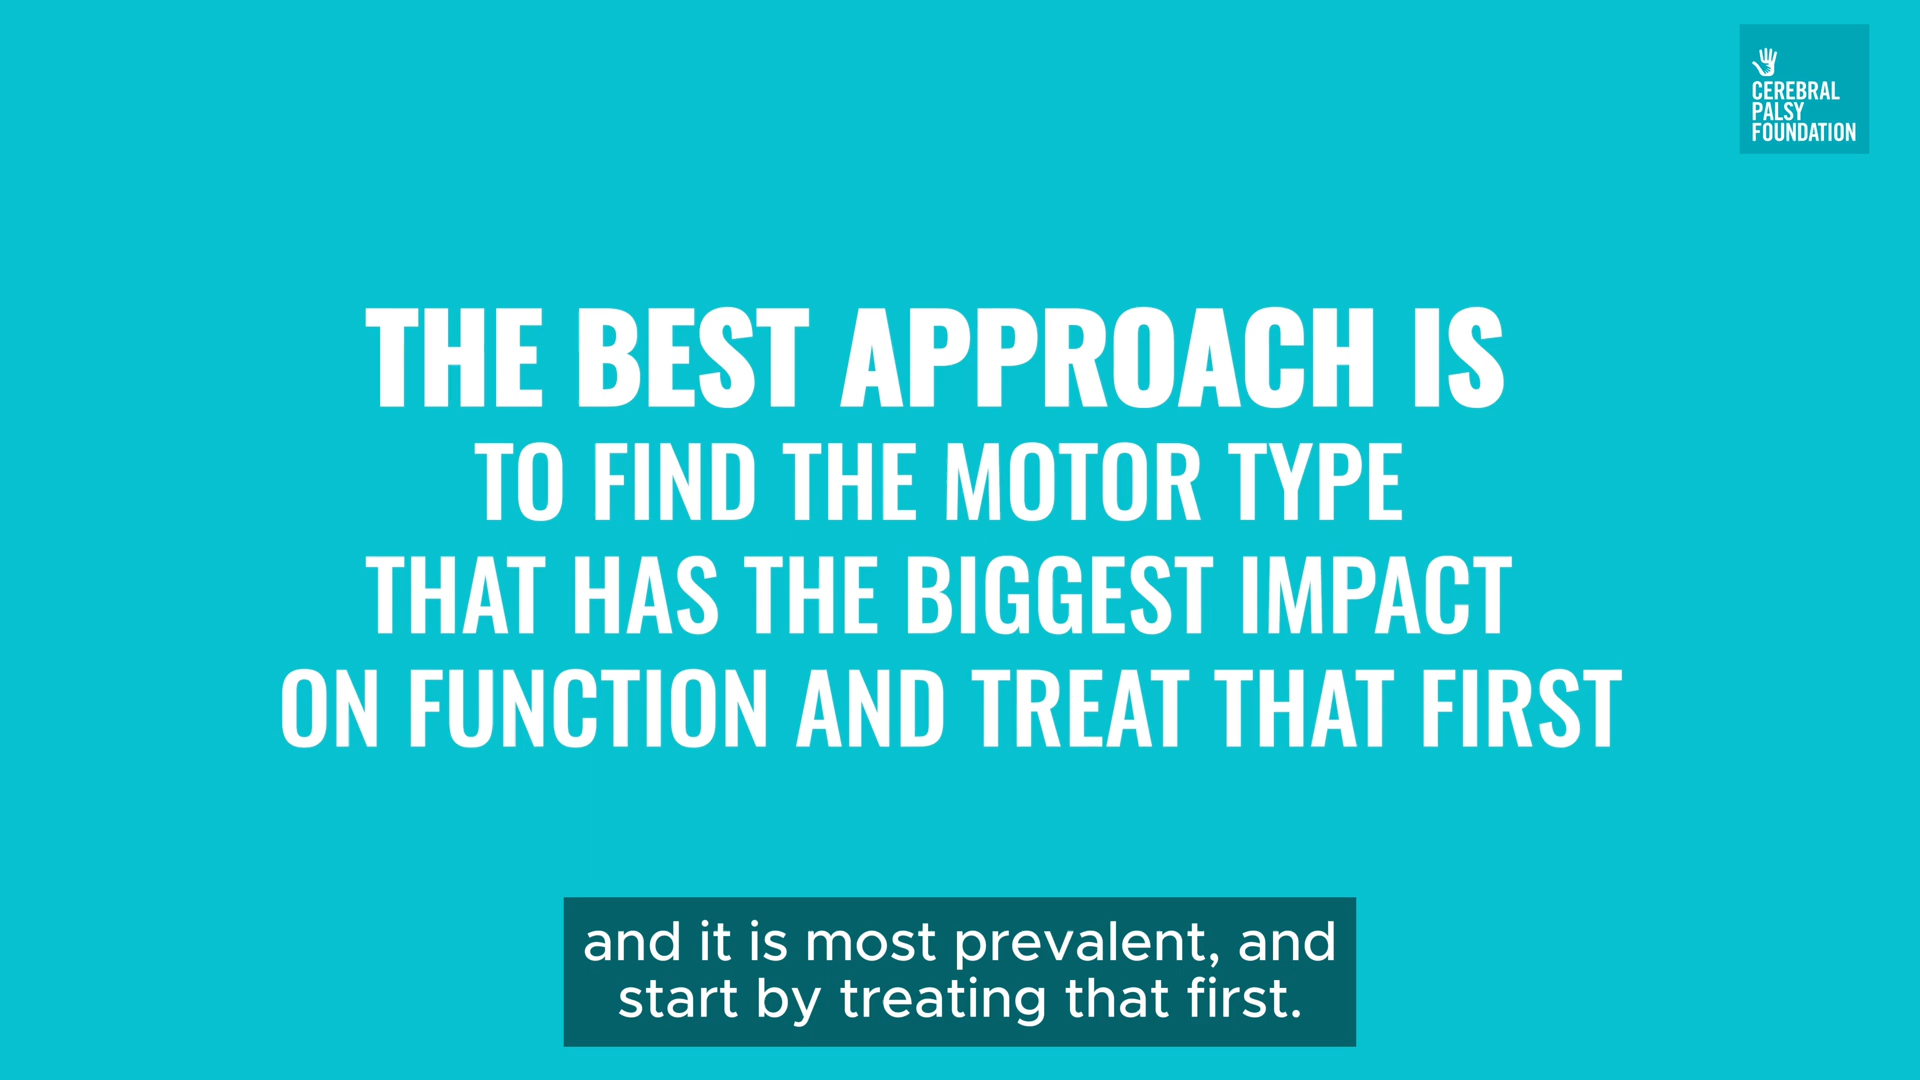 CEREBRAL
PALSY
FOUNDATION
THE BEST APPROACH IS
TO FIND THE MOTOR TYPE
THAT HAS THE BIGGEST IMPACT
ON FUNCTION AND TREAT THAT FIRST
and it is most prevalent, and
start by treating that first.